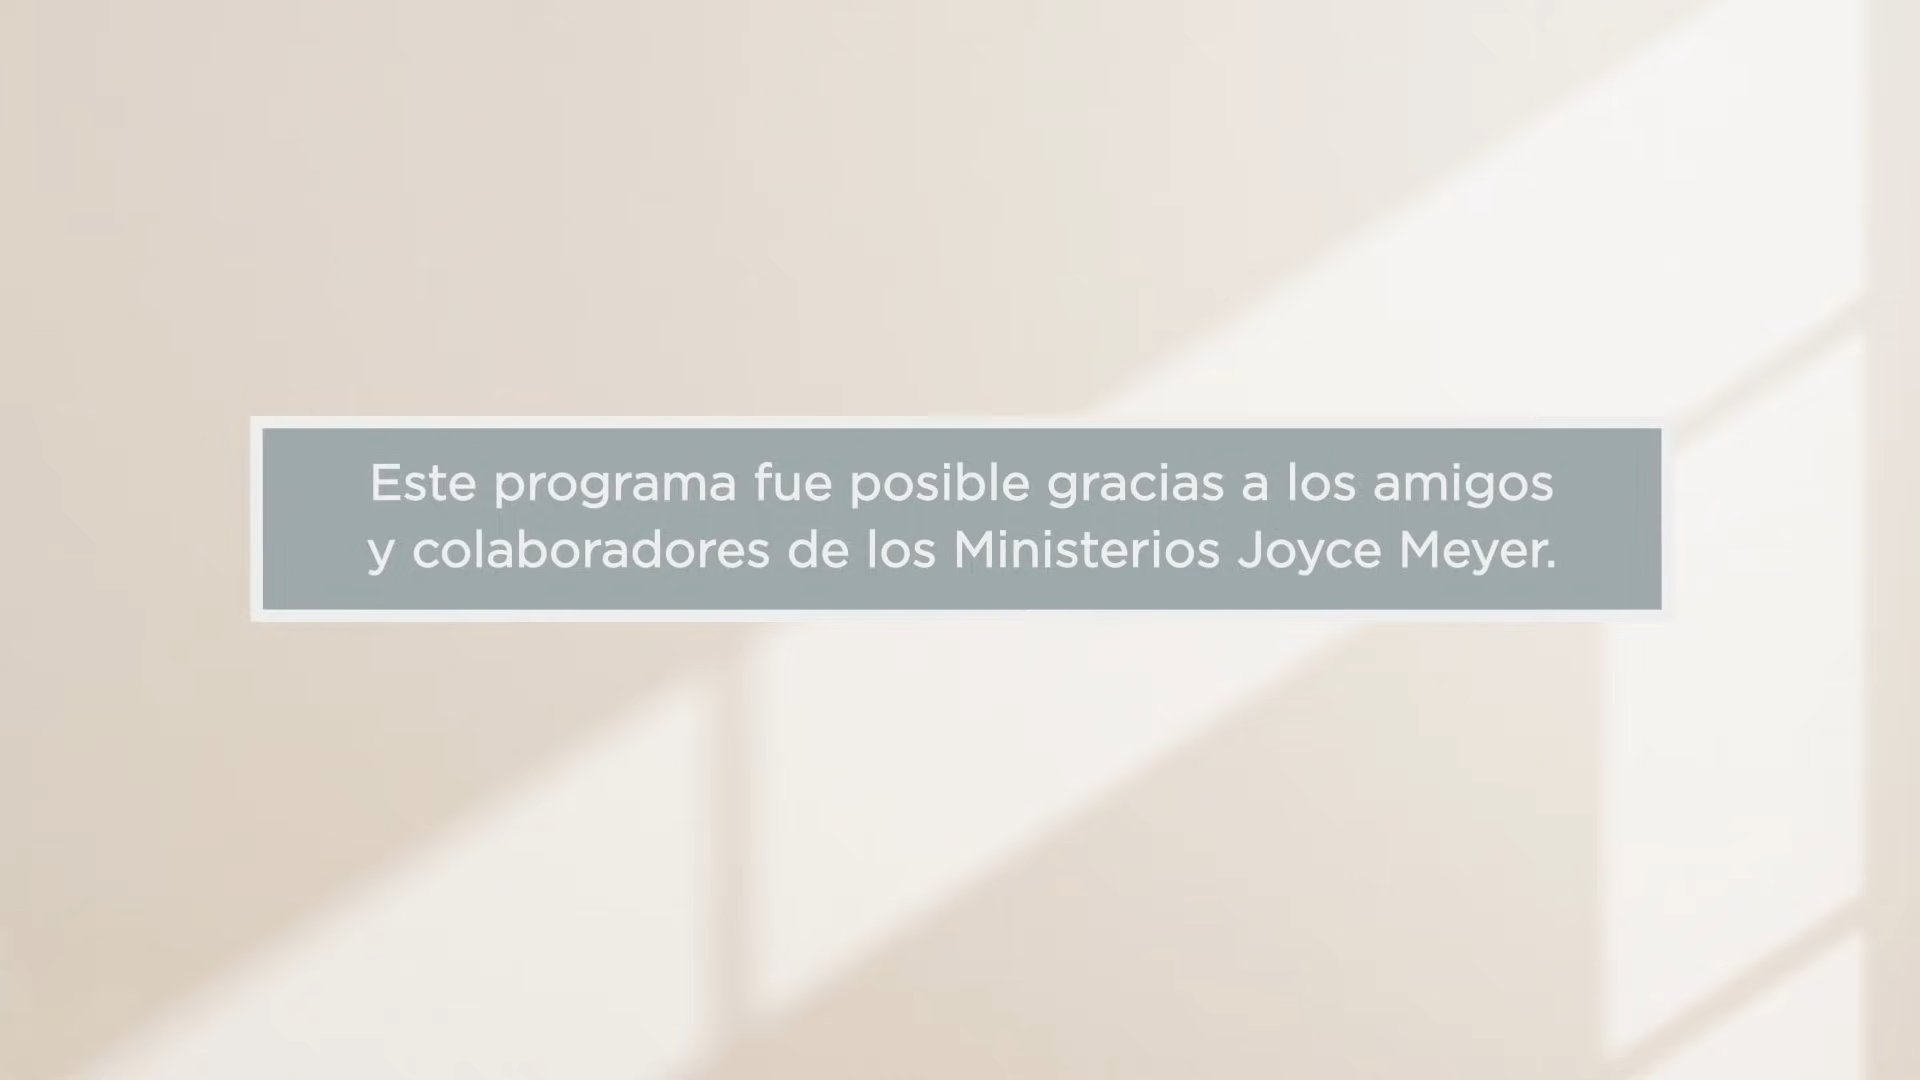 Este programa fue posible gracias a los amigos
y colaboradores de los Ministerios Joyce Meyer.